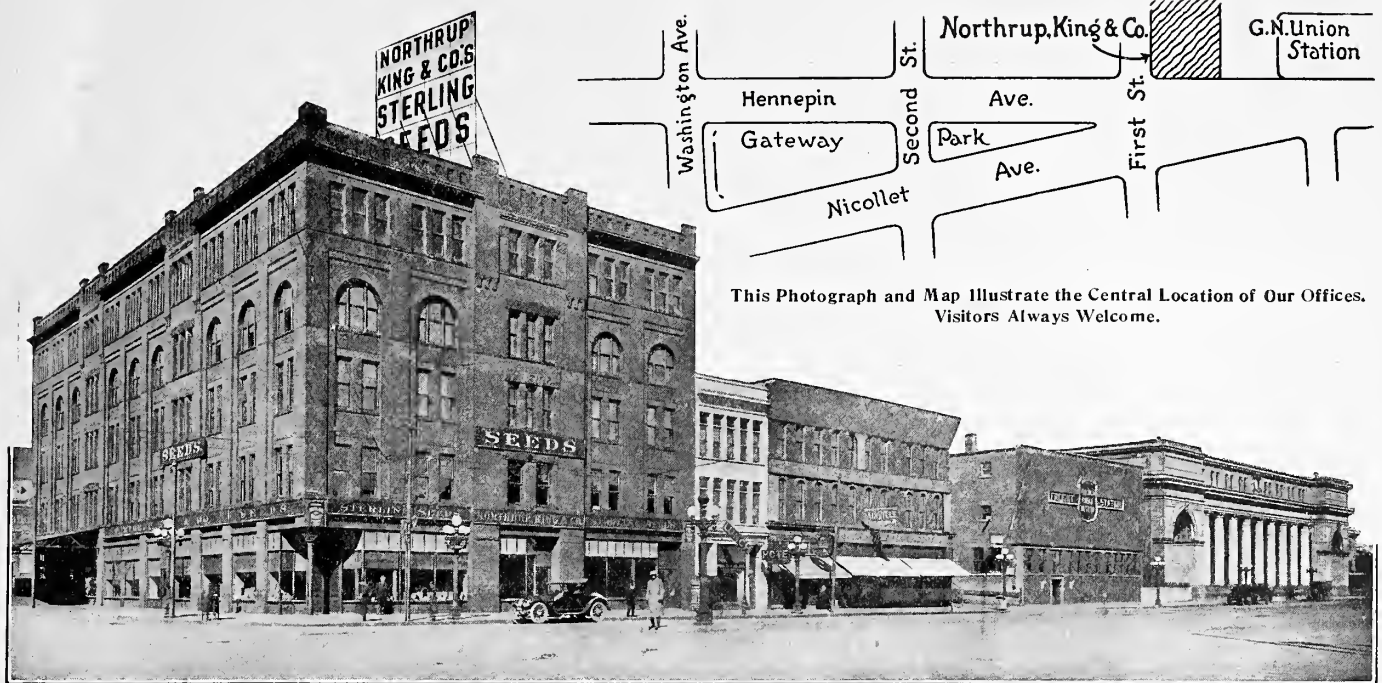 NORTHRUP
KING & CO.'S
STERLING
SEEDS
Washington Ave.
Second St.
Northrup, King & Co.
First St.
G.N. Union
Station
Hennepin Ave.
Gateway Park
Nicollet Ave.
This Photograph and Map Illustrate the Central Location of Our Offices.
Visitors Always Welcome.
SEEDS
SEEDS
STERLING SEEDS
NORTHRUP KING & CO.